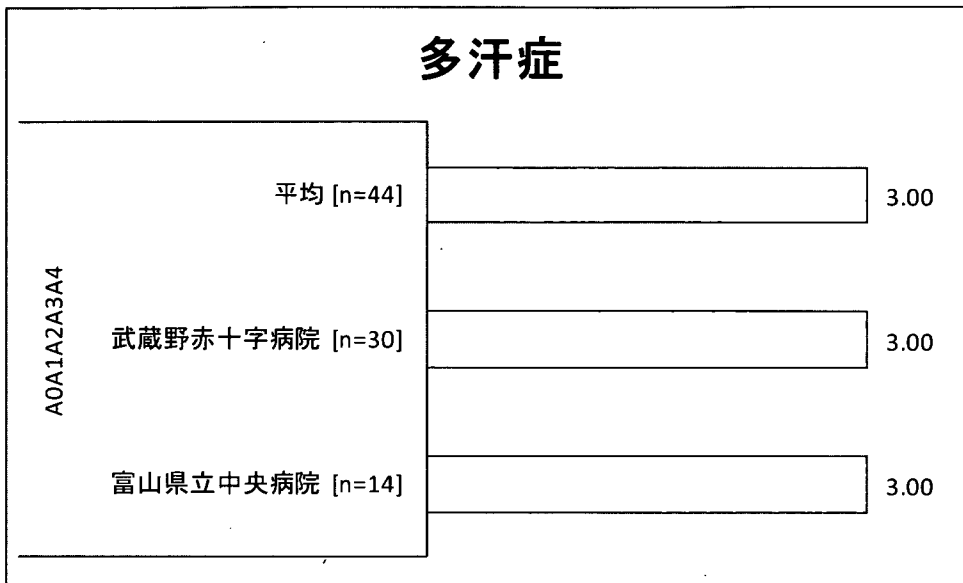 多汗症
A0A1A2A3A4
平均 [n=44]
3.00
武蔵野赤十字病院 [n=30]
3.00
富山県立中央病院 [n=14]
3.00